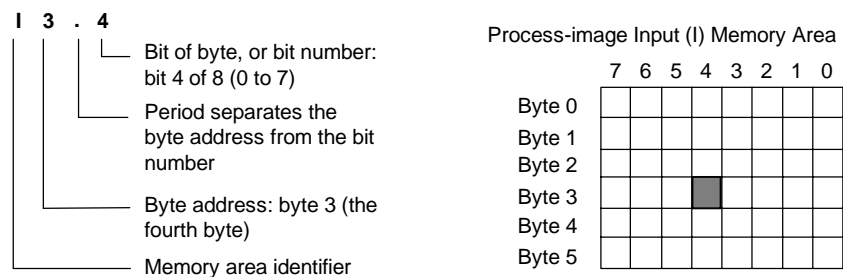 I 3 . 4
Bit of byte, or bit number:
bit 4 of 8 (0 to 7)
Period separates the
byte address from the bit
number
Byte address: byte 3 (the
fourth byte)
Memory area identifier
Process-image Input (I) Memory Area
7 6 5 4 3 2 1 0
Byte 0
Byte 1
Byte 2
Byte 3
Byte 4
Byte 5